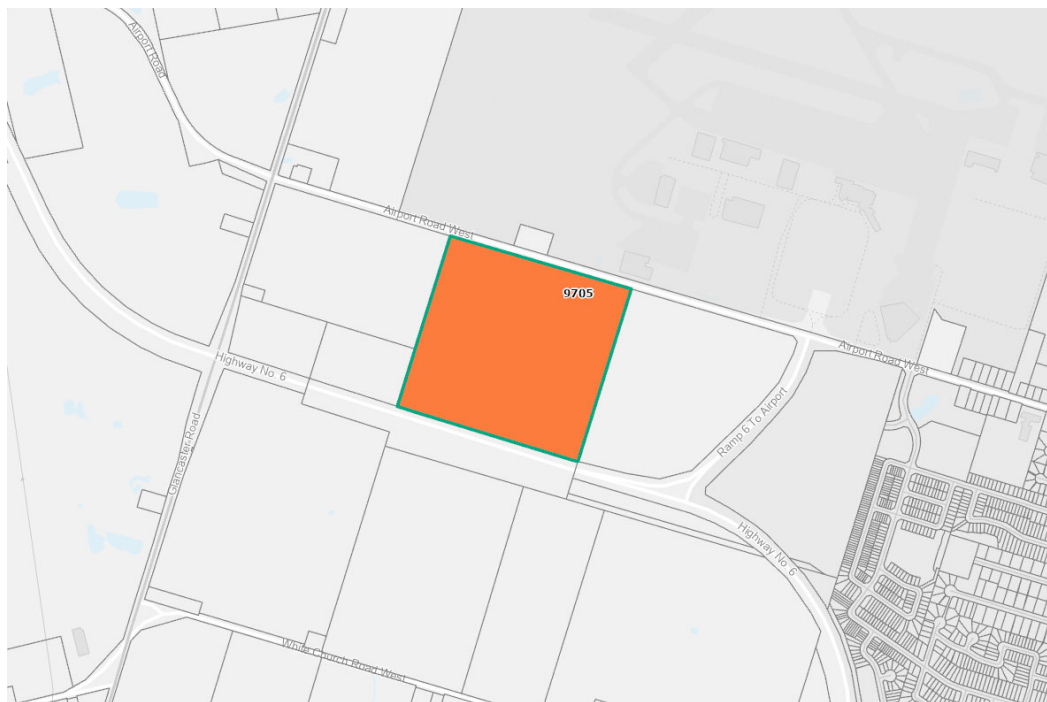 Airport Road
Airport Road West
9705
Airport Road West
Highway No. 6
Ramp 6 To Airport
Glancaster Road
Highway No. 6
White Church Road West